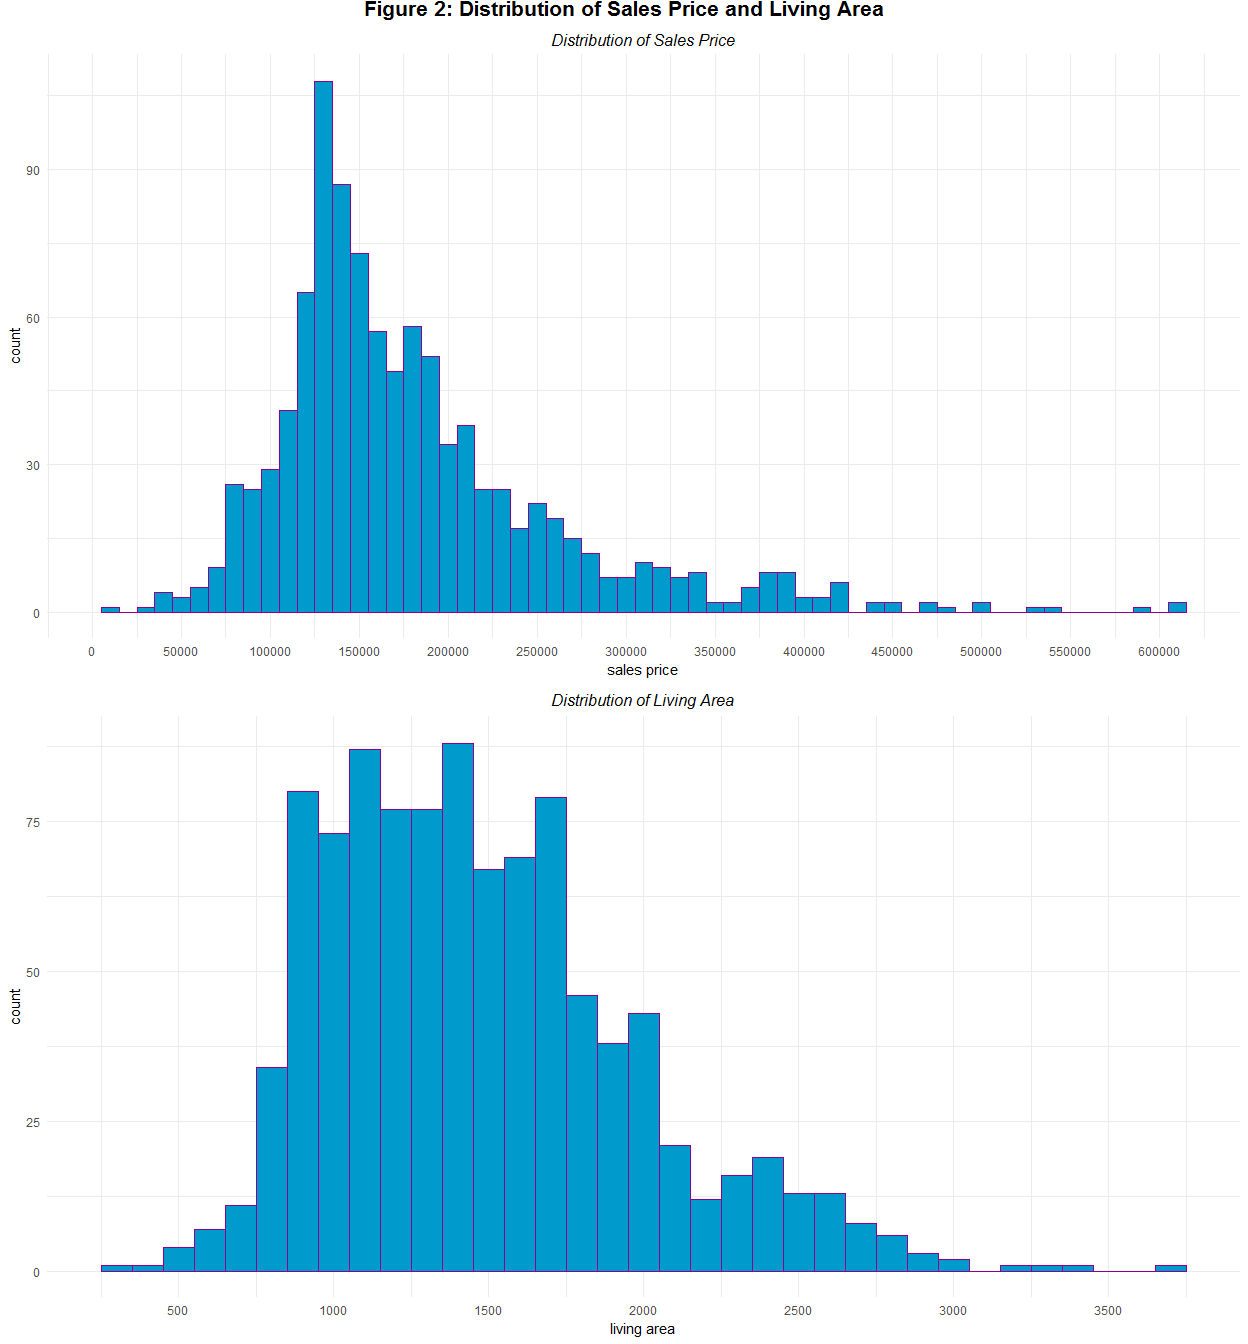 Figure 2: Distribution of Sales Price and Living Area
Distribution of Sales Price
90
60
30
0
count
0 50000 100000 150000 200000 250000 300000 350000 400000 450000 500000 550000 600000
sales price
Distribution of Living Area
75
50
25
0
count
500 1000 1500 2000 2500 3000 3500
living area